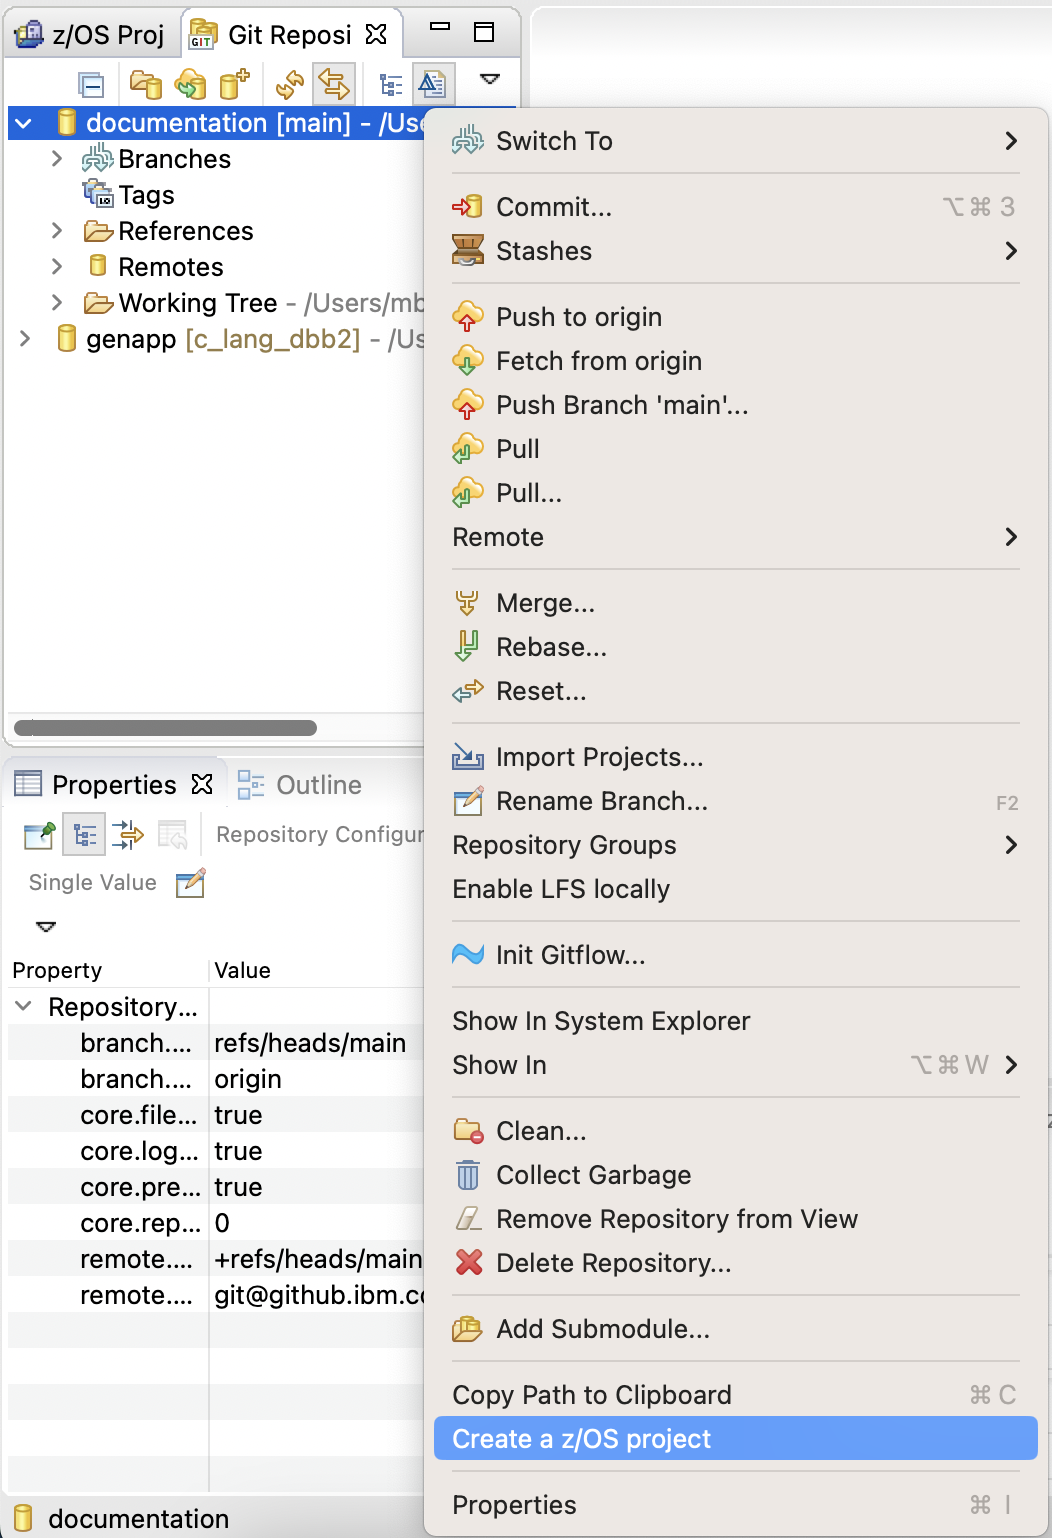 z/OS Proj
Git Reposi
documentation [main] - /Use
Branches
Tags
References
Remotes
Working Tree - /Users/mb
genapp [c_lang_dbb2] - /Us
Switch To
Commit... ⌥⌘ 3
Stashes
Push to origin
Fetch from origin
Push Branch 'main'...
Pull
Pull...
Remote
Merge...
Rebase...
Reset...
Import Projects...
Rename Branch... F2
Repository Groups
Enable LFS locally
Init Gitflow...
Show In System Explorer
Show In ⌥⌘W
Clean...
Collect Garbage
Remove Repository from View
Delete Repository...
Add Submodule...
Copy Path to Clipboard ⌘ C
Create a z/OS project
Properties ⌘ I
Properties
Outline
Repository Configur
Single Value
Property Value
Repository...
branch.... refs/heads/main
branch.... origin
core.file... true
core.log... true
core.pre... true
core.rep... 0
remote.... +refs/heads/main
remote.... git@github.ibm.co
documentation